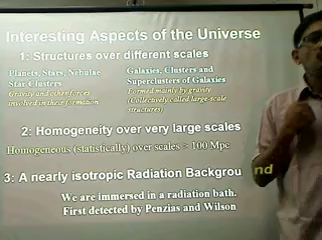 Interesting Aspects of the Universe
1: Structures over different scales
Planets, Stars, Nebulae
Star Clusters
Gravity and other forces
involved in their formation
Galaxies, Clusters and
Superclusters of Galaxies
Formed mainly by gravity
(Collectively called large-scale
structures)
2: Homogeneity over very large scales
Homogeneous (statistically) over scales > 100 Mpc
3: A nearly isotropic Radiation Background
We are immersed in a radiation bath.
First detected by Penzias and Wilson